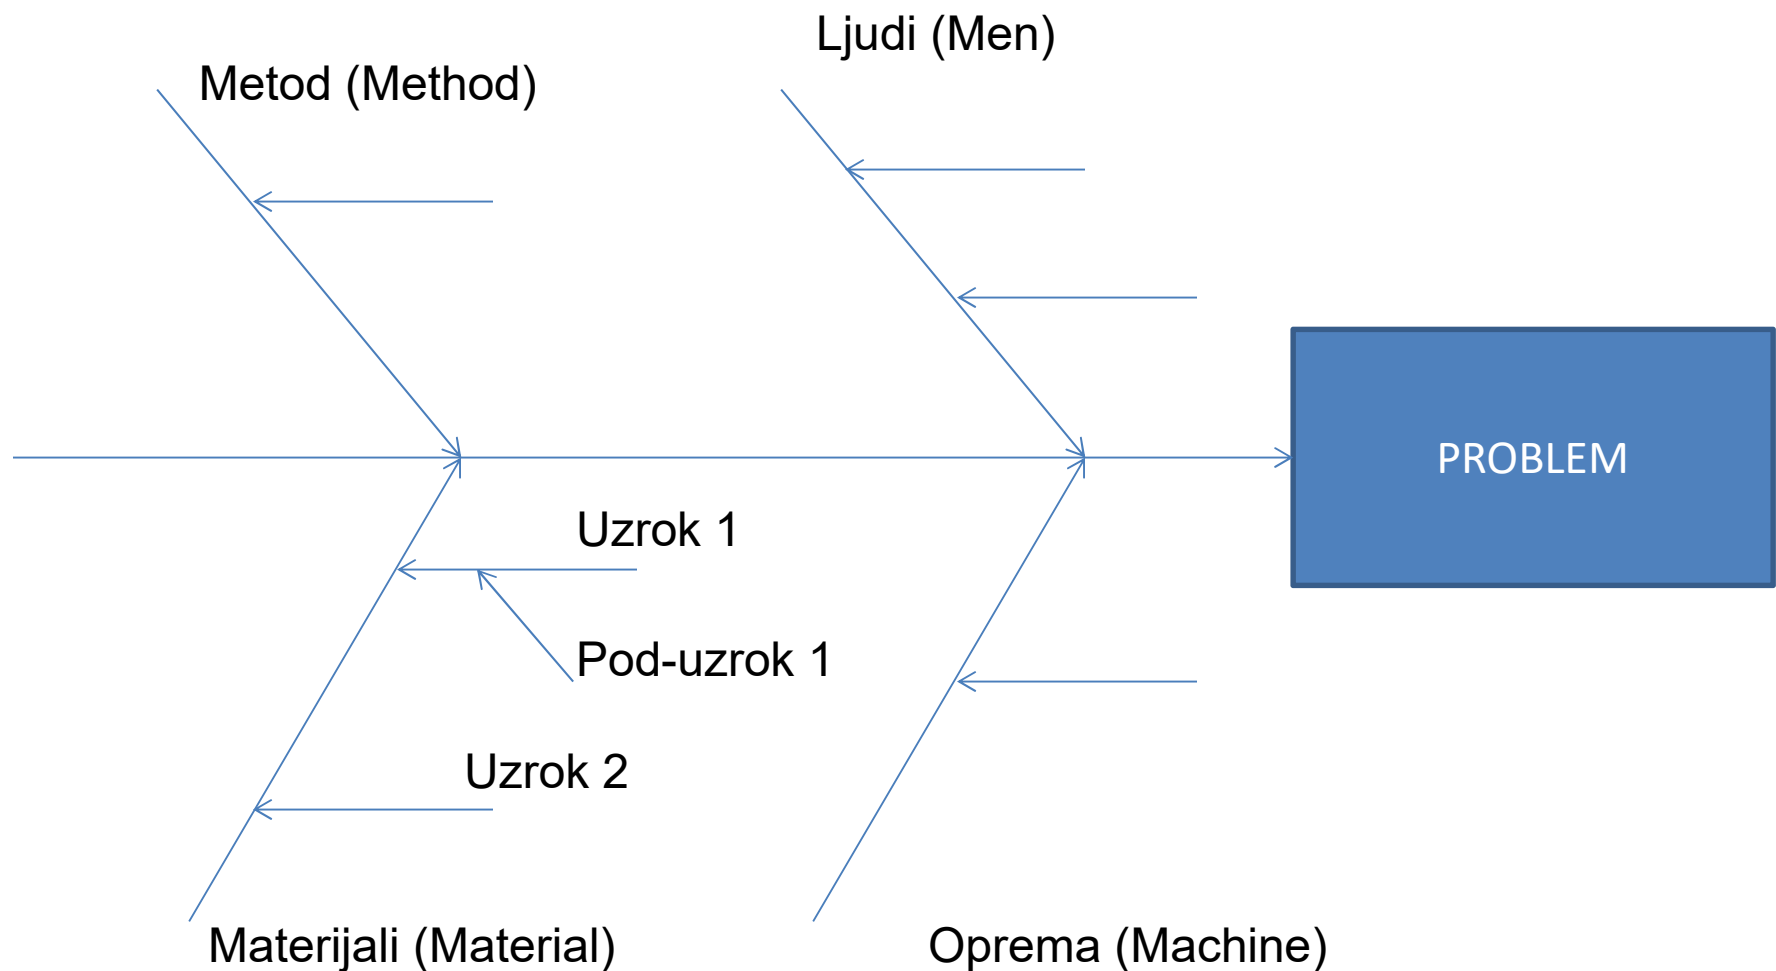 Ljudi (Men)
Metod (Method)
PROBLEM
Uzrok 1
Pod-uzrok 1
Uzrok 2
Materijali (Material)
Oprema (Machine)